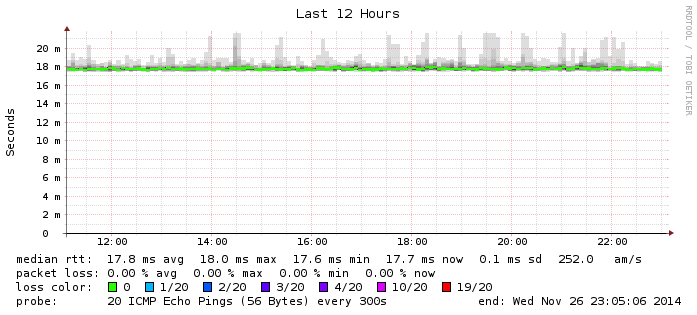 Last 12 Hours
RRDTOOL / TOBI OETIKER
Seconds
20 m
18 m
16 m
14 m
12 m
10 m
8 m
6 m
4 m
2 m
0
12:00 14:00 16:00 18:00 20:00 22:00
median rtt: 17.8 ms avg 18.0 ms max 17.6 ms min 17.7 ms now 0.1 ms sd 252.0 am/s
packet loss: 0.00 % avg 0.00 % max 0.00 % min 0.00 % now
loss color: 0 1/20 2/20 3/20 4/20 10/20 19/20
probe: 20 ICMP Echo Pings (56 Bytes) every 300s end: Wed Nov 26 23:05:06 2014